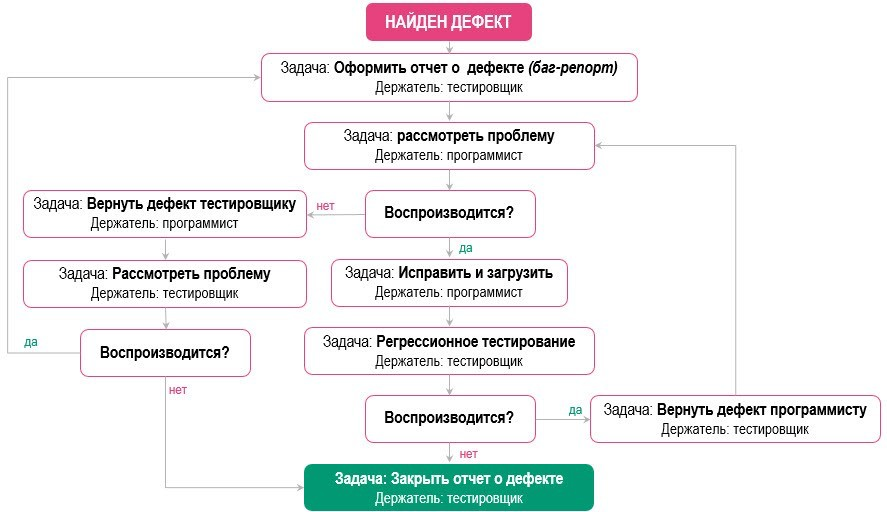 НАЙДЕН ДЕФЕКТ
Задача: Оформить отчет о дефекте (баг-репорт)
Держатель: тестировщик
Задача: рассмотреть проблему
Держатель: программист
Задача: Вернуть дефект тестировщику
Держатель: программист
нет
Воспроизводится?
да
Задача: Рассмотреть проблему
Держатель: тестировщик
Задача: Исправить и загрузить
Держатель: программист
да
Воспроизводится?
нет
Задача: Регрессионное тестирование
Держатель: тестировщик
Воспроизводится?
да
Задача: Вернуть дефект программисту
Держатель: тестировщик
нет
Задача: Закрыть отчет о дефекте
Держатель: тестировщик